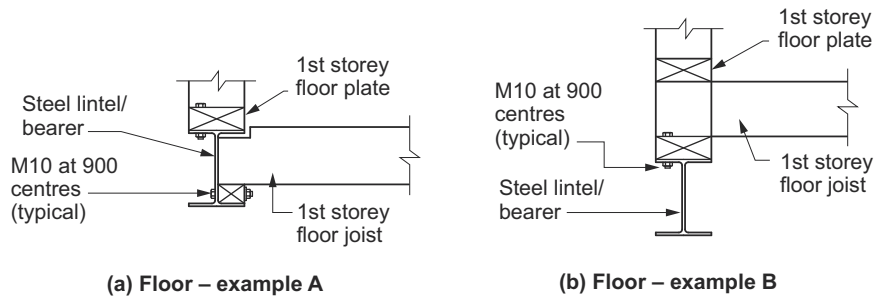 1st storey
floor plate
Steel lintel/
bearer
M10 at 900
centres
(typical)
1st storey
floor joist
(a) Floor – example A
1st storey
floor plate
M10 at 900
centres
(typical)
1st storey
floor joist
Steel lintel/
bearer
(b) Floor – example B